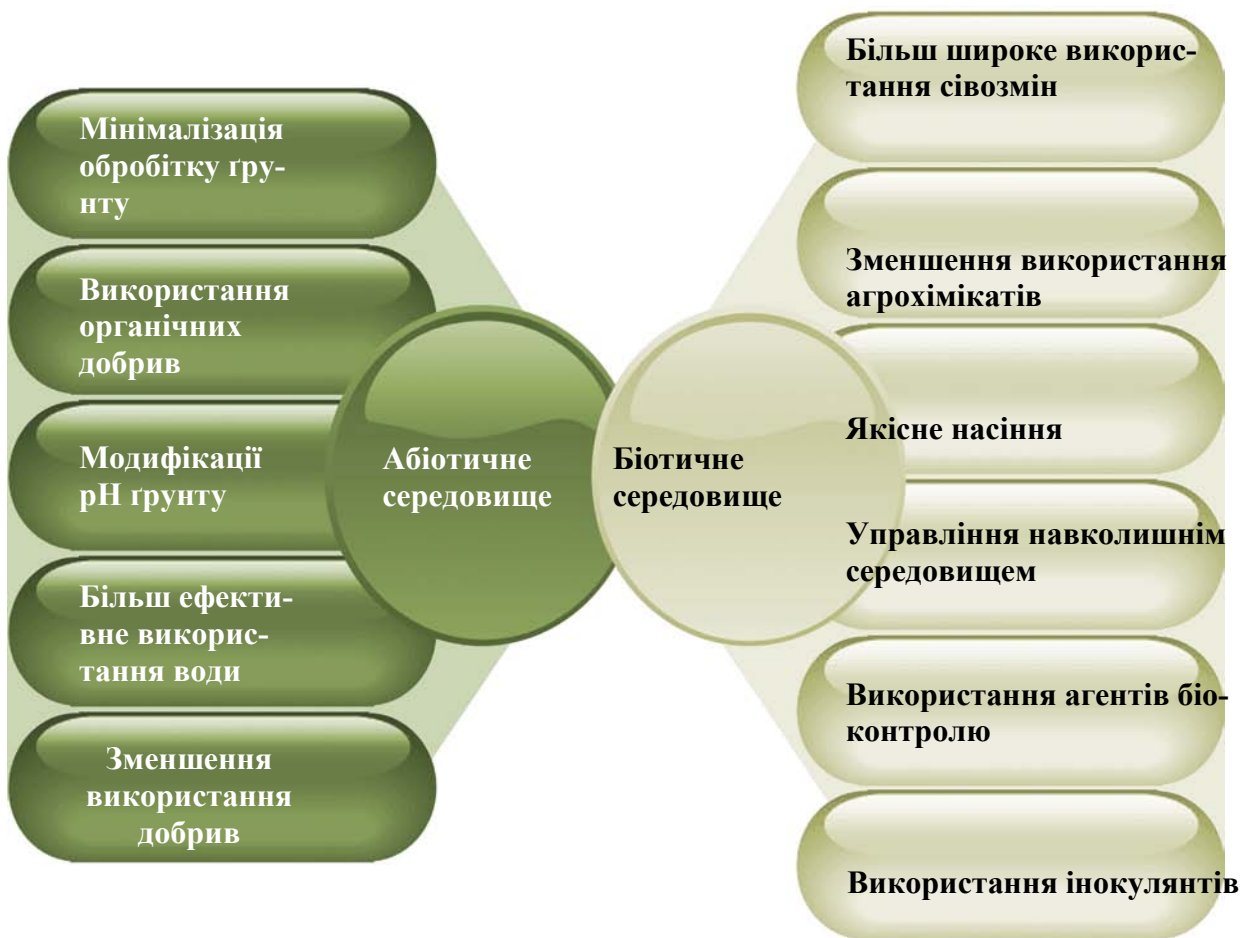 Мінімалізація
обробітку ґру-
нту
Використання
органічних
добрив
Модифікації
pH ґрунту
Більш ефекти-
вне викорис-
тання води
Зменшення
використання
добрив
Абіотичне
середовище
Біотичне
середовище
Більш широке викорис-
тання сівозмін
Зменшення використання
агрохімікатів
Якісне насіння
Управління навколишнім
середовищем
Використання агентів біо-
контролю
Використання інокулянтів